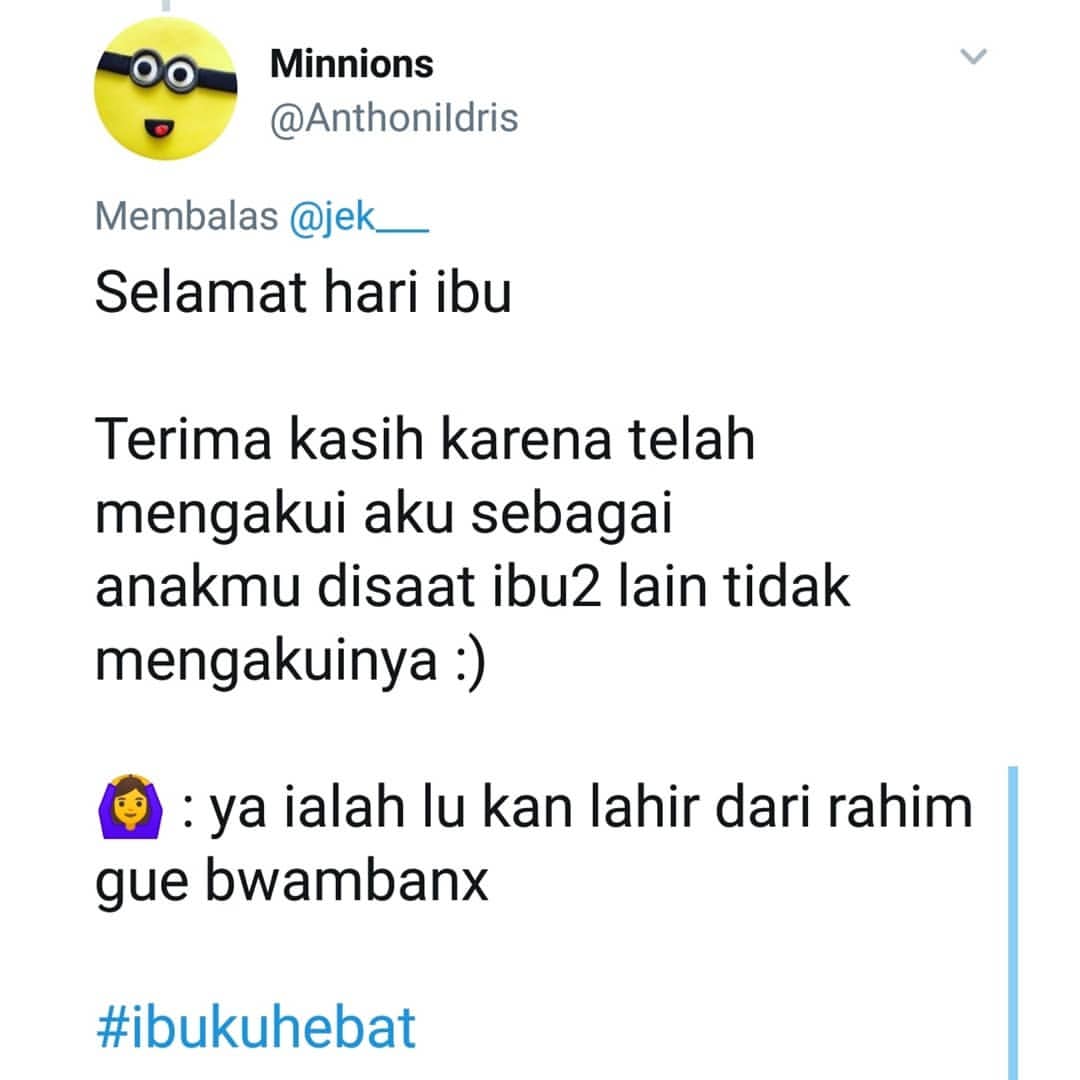 Minnions
@AnthoniIdris
Membalas @jek___
Selamat hari ibu
Terima kasih karena telah
mengakui aku sebagai
anakmu disaat ibu2 lain tidak
mengakuinya :)
🙆‍♀️ : ya ialah lu kan lahir dari rahim
gue bwambanx
#ibukuhebat